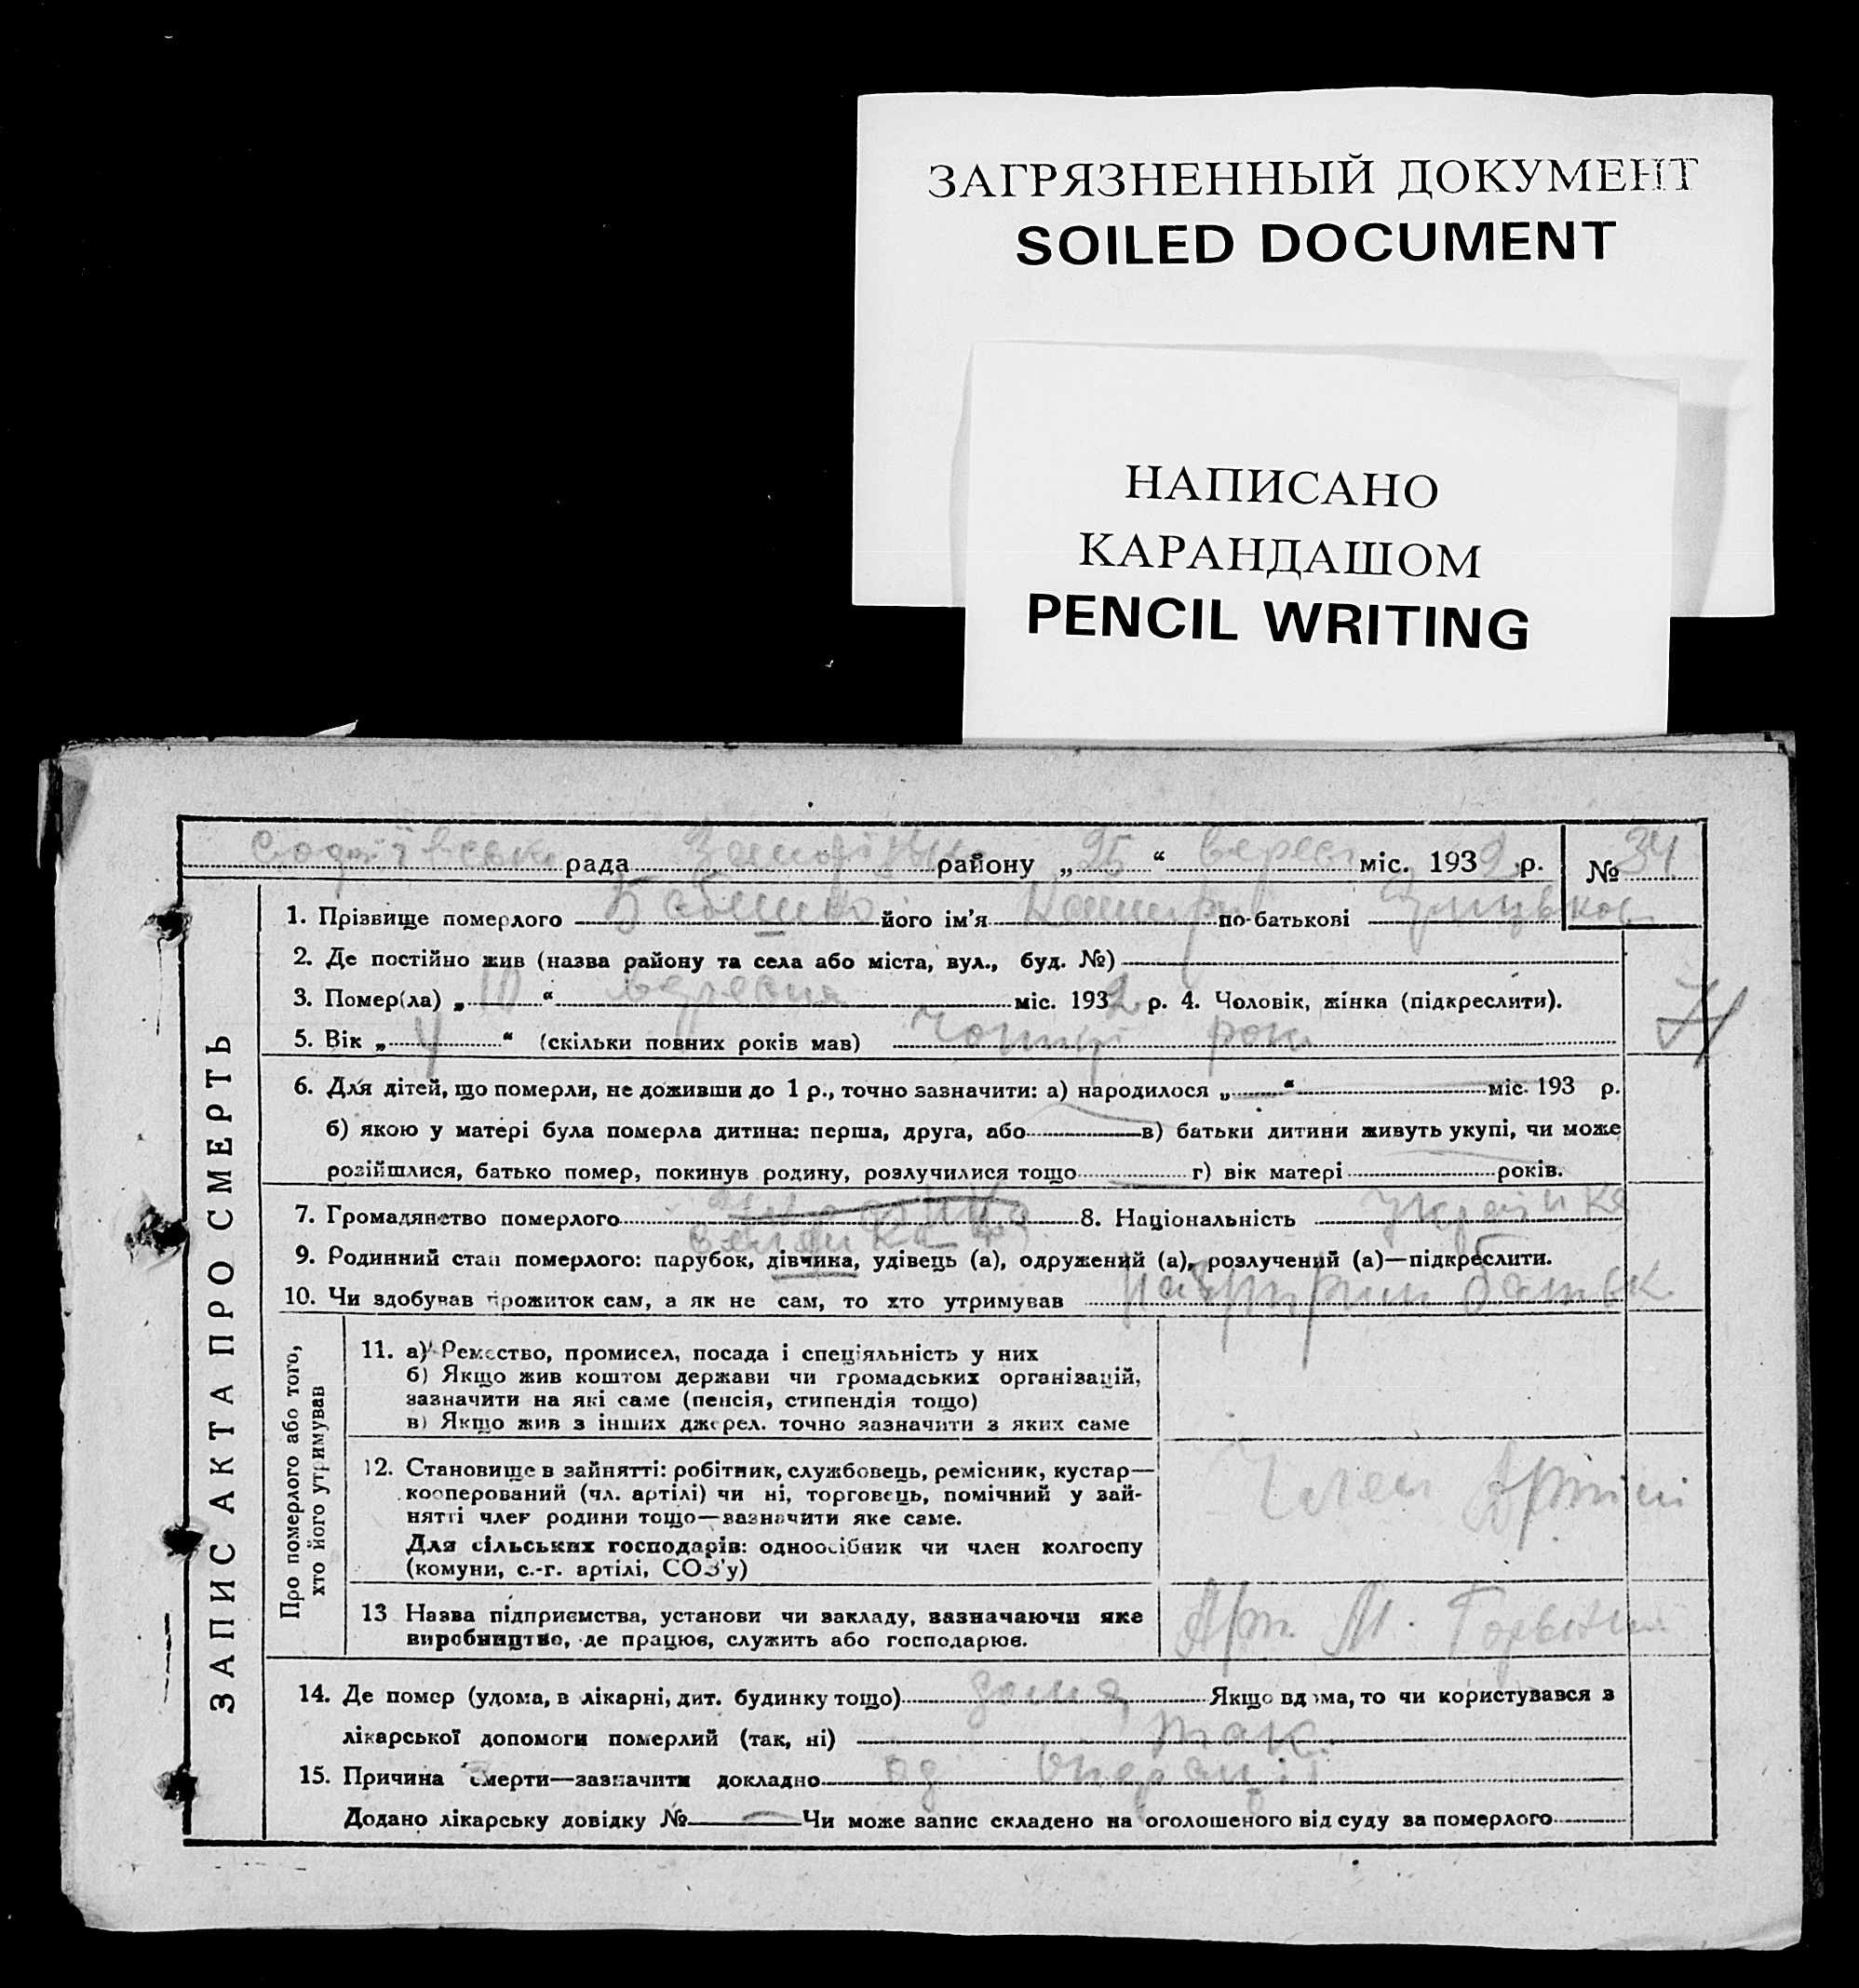 ЗАГРЯЗНЕННЫЙ ДОКУМЕНТ
SOILED DOCUMENT
НАПИСАНО
КАРАНДАШОМ
PENCIL WRITING
рада району „ 25 “ верес міс. 1932 р. № 34
1. Прізвище померлого його ім'я по-батькові
2. Де постійно жив (назва району та села або міста, вул., буд. №)
3. Помер(ла) „ 10 “ вересня міс. 1932 р. 4. Чоловік, жінка (підкреслити).
5. Вік „ 4 “ (скільки повних років мав) чотирі роки
6. Для дітей, що померли, не доживши до 1 р., точно зазначити: а) народилося „ “ міс. 193 р.
б) якою у матері була померла дитина: перша, друга, або в) батьки дитини живуть укупі, чи може
розійшлися, батько помер, покинув родину, розлучилися тощо г) вік матері років.
7. Громадянство померлого 8. Національність українка
9. Родинний стан померлого: парубок, дівчина, удівець (а), одружений (а), розлучений (а)—підкреслити.
10. Чи здобував прожиток сам, а як не сам, то хто утримував батьк
ЗАПИС АКТА ПРО СМЕРТЬ
Про померлого або того,
хто його утримував
11. а) Ремество, промисел, посада і спеціяльність у них
б) Якщо жив коштом держави чи громадських організацій,
зазначити на які саме (пенсія, стипендія тощо)
в) Якщо жив з інших джерел. точно зазначити з яких саме
12. Становище в зайнятті: робітник, службовець, ремісник, кустар—
кооперований (чл. артілі) чи ні, торговець, помічний у зай-
нятті член родини тощо—зазначити яке саме.
Для сільських господарів: одноосібник чи член колгоспу
(комуни, с.-г. артілі, СОЗ'у)
Член Артілі
13 Назва підприємства, установи чи закладу, зазначаючи яке
виробництво, де працює, служить або господарює.
Арт. М. Горького
14. Де помер (удома, в лікарні, дит. будинку тощо) дома Якщо вдома, то чи користувався з
лікарської допомоги померлий (так, ні) так.
15. Причина смерти—зазначити докладно од
Додано лікарську довідку № — Чи може запис складено на оголошеного від суду за померлого